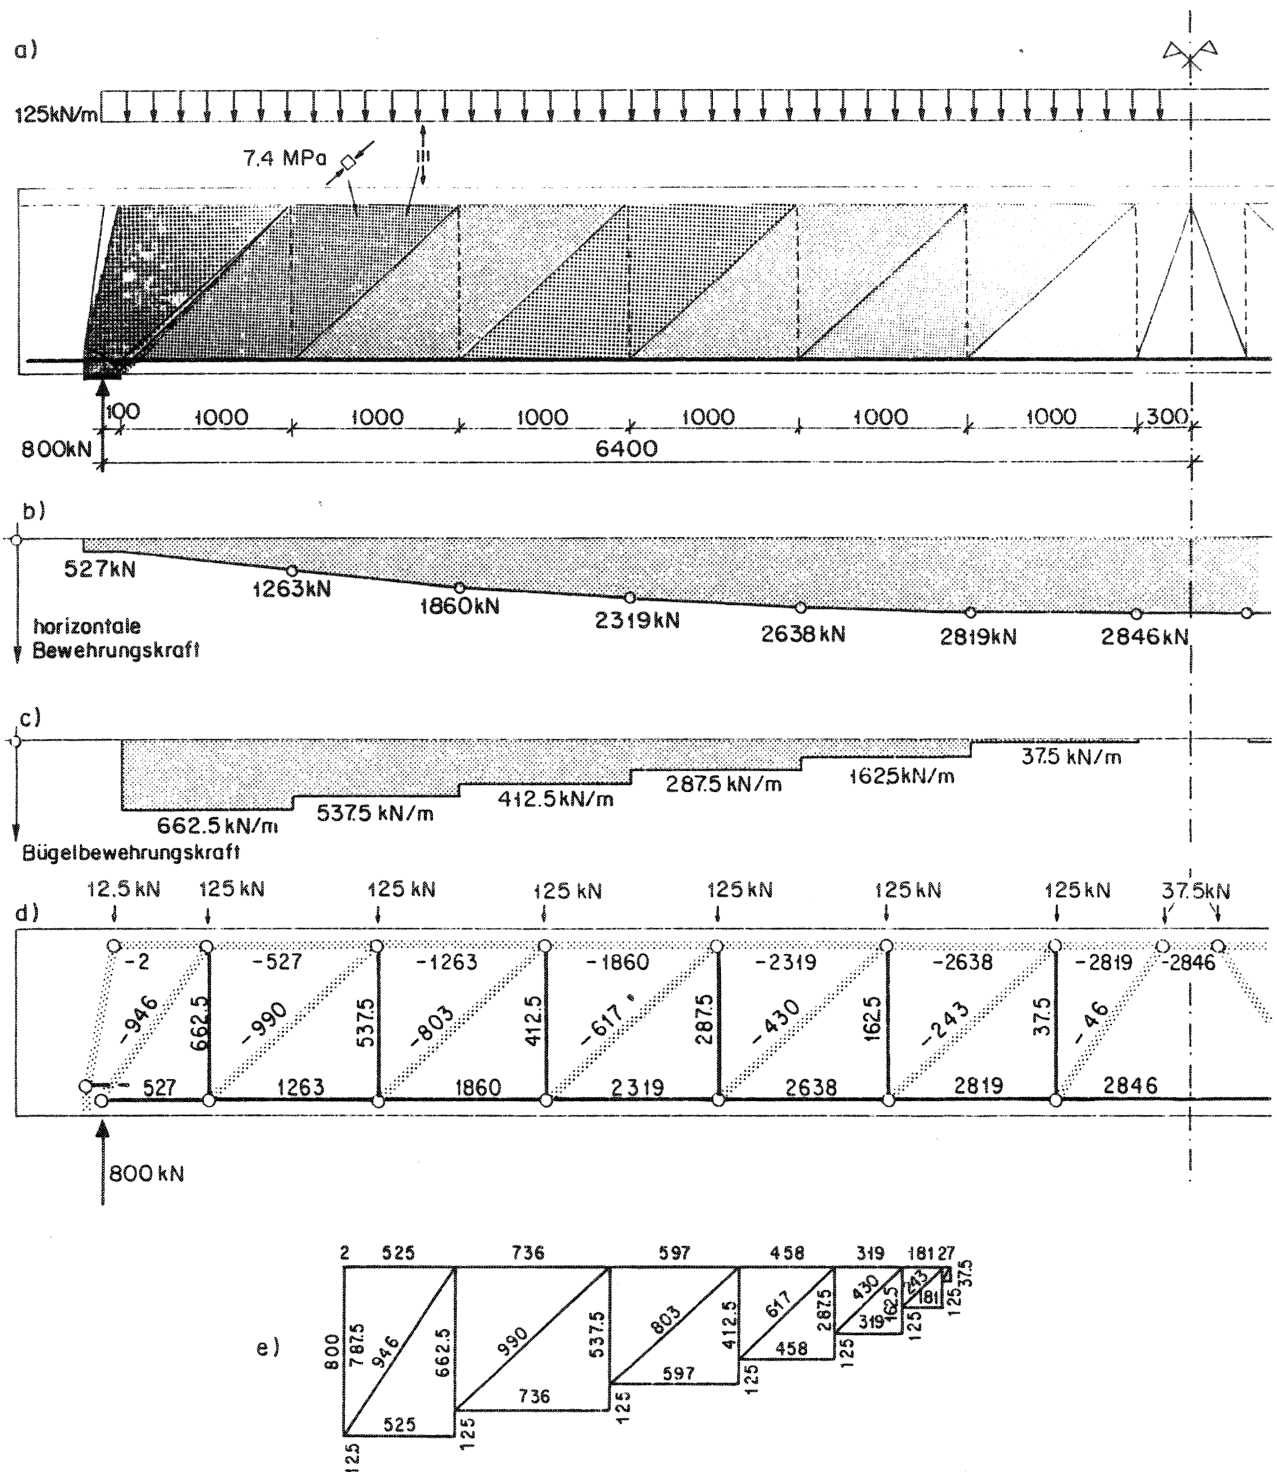 a)
125kN/m
7.4 MPa
100 1000 1000 1000 1000 1000 1000 300
800kN 6400
b)
527kN
1263kN
1860kN
2319kN
2638kN
2819kN
2846kN
horizontale
Bewehrungskraft
c)
662.5 kN/m
537.5 kN/m
412.5 kN/m
287.5 kN/m
162.5 kN/m
37.5 kN/m
Bügelbewehrungskraft
12.5 kN 125 kN 125 kN 125 kN 125 kN 125 kN 125 kN 37.5kN
d)
-2 -527 -1263 -1860 -2319 -2638 -2819 -2846
-946 662.5 -990 537.5 -803 412.5 -617 287.5 -430 162.5 -243 37.5 -46
527 1263 1860 2319 2638 2819 2846
800 kN
2 525 736 597 458 319 181 27
e)
800 787.5 946 662.5 990 537.5 803 412.5 617 287.5 430 162.5 243 37.5
525 736 597 458 319 181
12.5 125 125 125 125 125 125